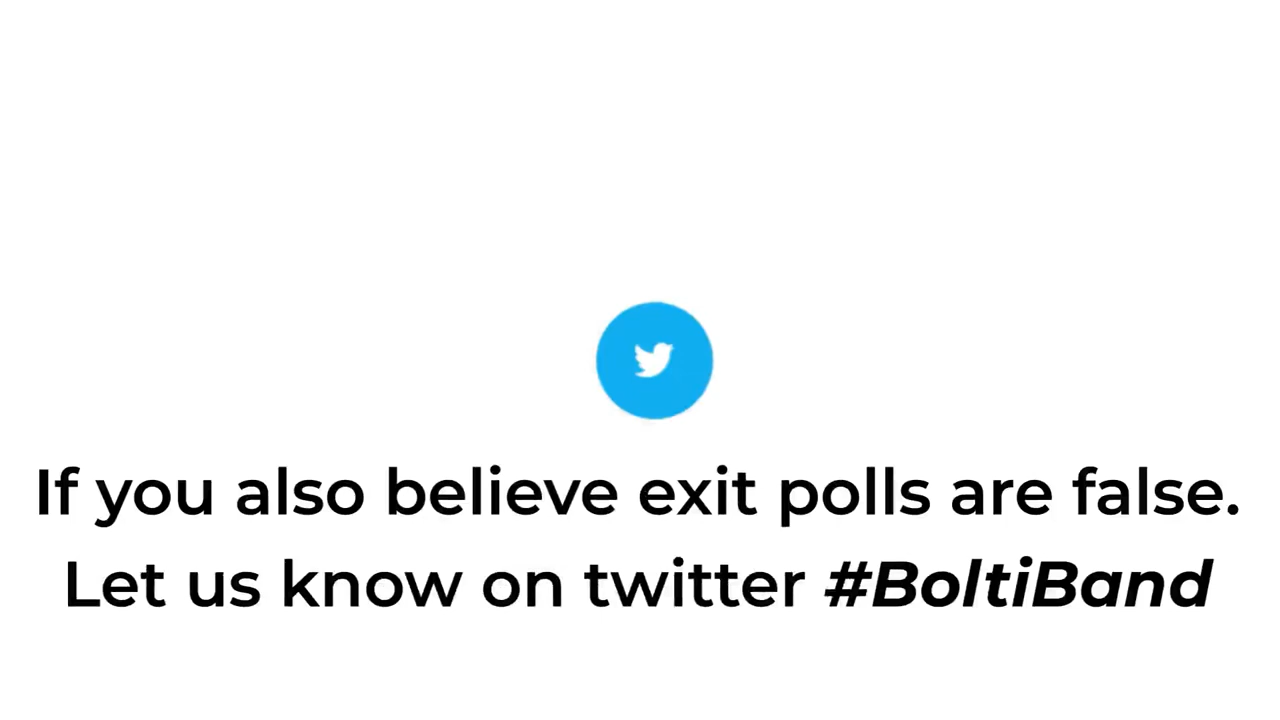 If you also believe exit polls are false.
Let us know on twitter #BoltiBand